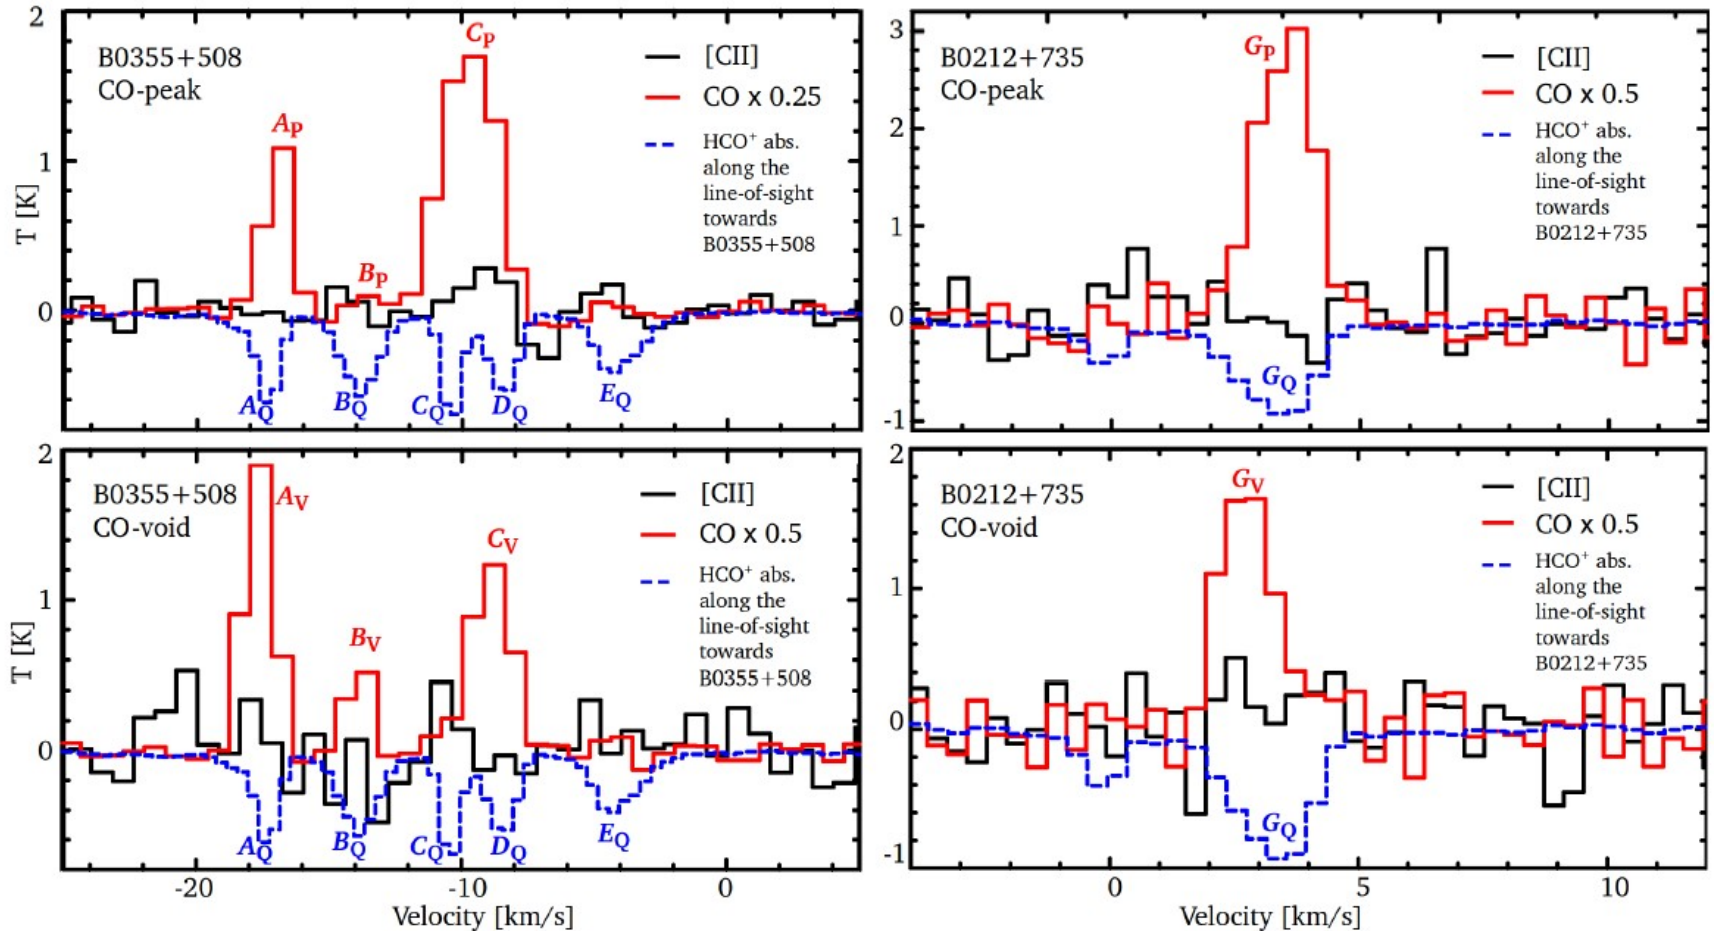 B0355+508
CO-peak
[CII]
CO x 0.25
HCO⁺ abs.
along the
line-of-sight
towards
B0355+508
A_P
B_P
C_P
A_Q
B_Q
C_Q
D_Q
E_Q
2
1
0
T [K]
B0212+735
CO-peak
[CII]
CO x 0.5
HCO⁺ abs.
along the
line-of-sight
towards
B0212+735
G_P
G_Q
3
2
1
0
-1
B0355+508
CO-void
[CII]
CO x 0.5
HCO⁺ abs.
along the
line-of-sight
towards
B0355+508
A_V
B_V
C_V
A_Q
B_Q
C_Q
D_Q
E_Q
2
1
0
T [K]
-20
-10
0
Velocity [km/s]
B0212+735
CO-void
[CII]
CO x 0.5
HCO⁺ abs.
along the
line-of-sight
towards
B0212+735
G_V
G_Q
2
1
0
-1
0
5
10
Velocity [km/s]